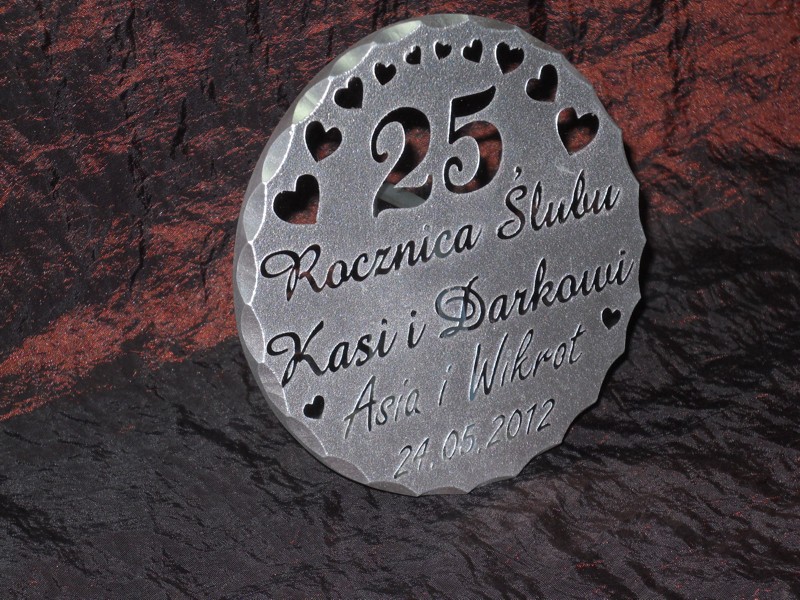 25
Rocznica Ślubu
Kasi i Darkowi
Asia i Wikrot
24.05.2012